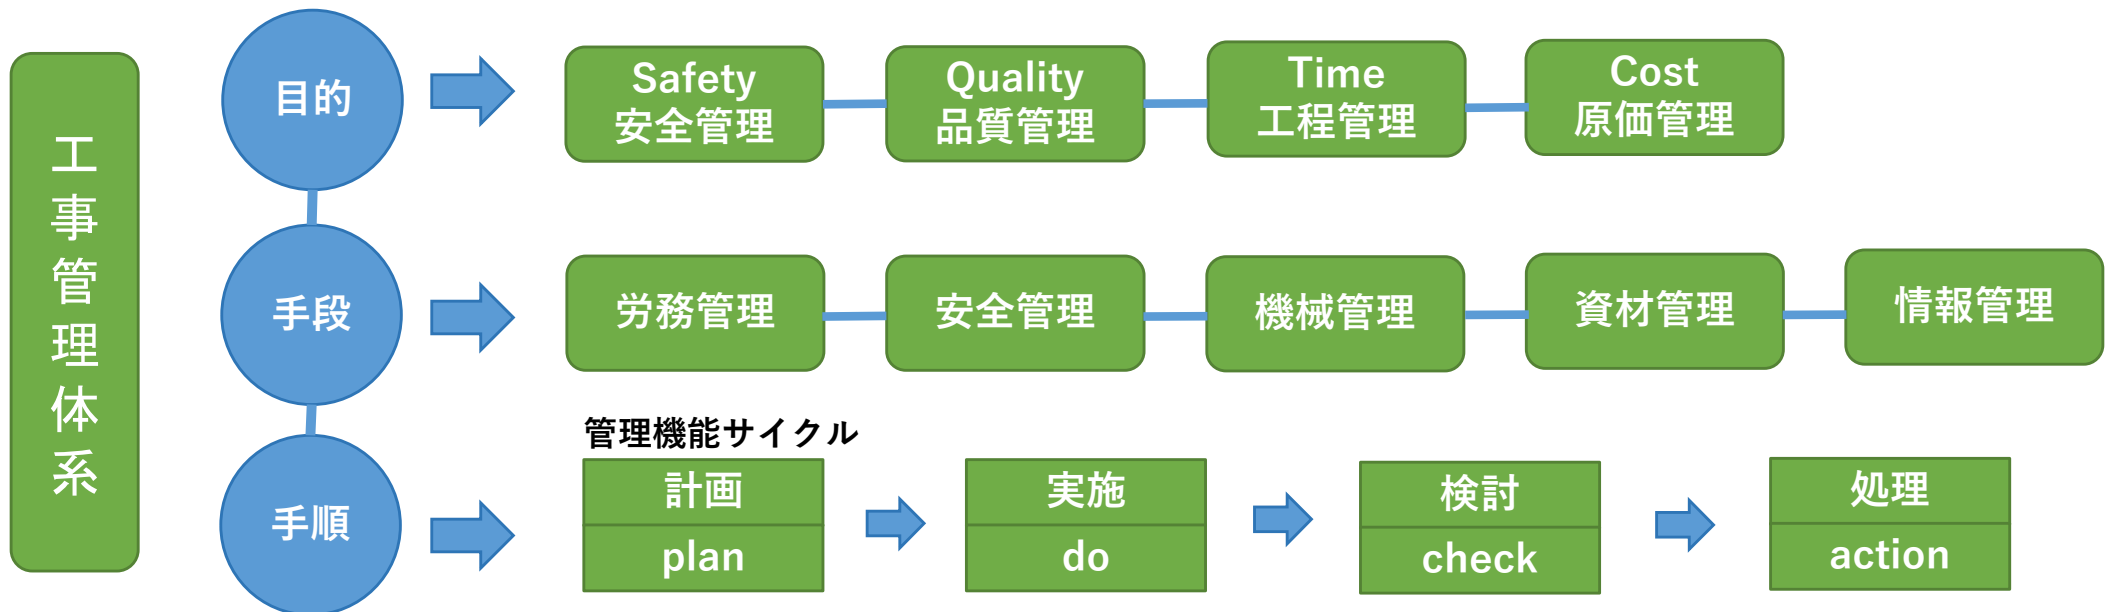 工事管理体系
目的
Safety
安全管理
Quality
品質管理
Time
工程管理
Cost
原価管理
手段
労務管理
安全管理
機械管理
資材管理
情報管理
手順
管理機能サイクル
計画
plan
実施
do
検討
check
処理
action